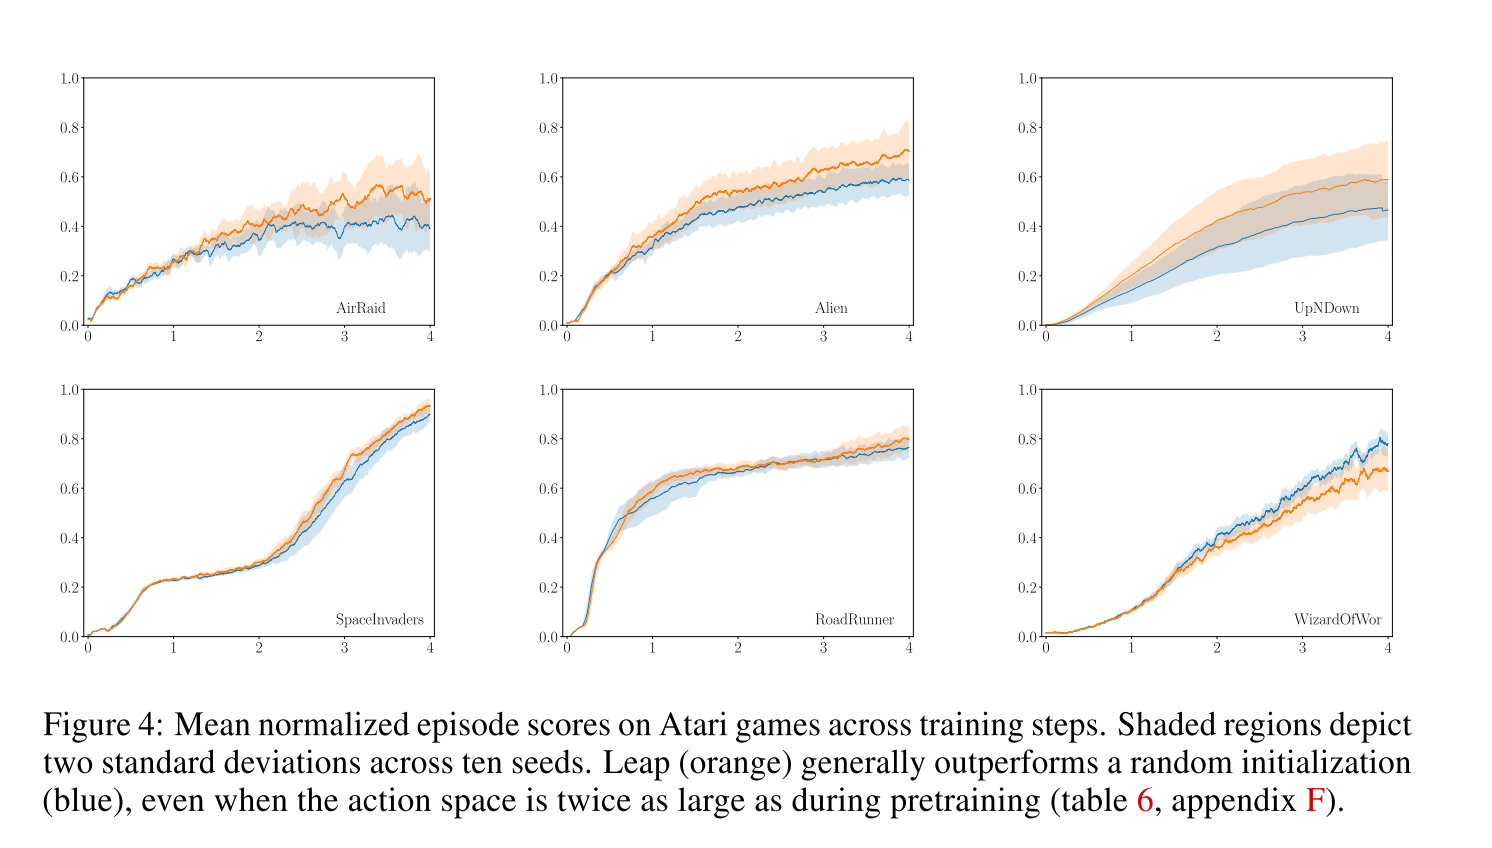 1.0
0.8
0.6
0.4
0.2
0.0
0 1 2 3 4
AirRaid
1.0
0.8
0.6
0.4
0.2
0.0
0 1 2 3 4
Alien
1.0
0.8
0.6
0.4
0.2
0.0
0 1 2 3 4
UpNDown
1.0
0.8
0.6
0.4
0.2
0.0
0 1 2 3 4
SpaceInvaders
1.0
0.8
0.6
0.4
0.2
0.0
0 1 2 3 4
RoadRunner
1.0
0.8
0.6
0.4
0.2
0.0
0 1 2 3 4
WizardOfWor
Figure 4: Mean normalized episode scores on Atari games across training steps. Shaded regions depict
two standard deviations across ten seeds. Leap (orange) generally outperforms a random initialization
(blue), even when the action space is twice as large as during pretraining (table 6, appendix F).